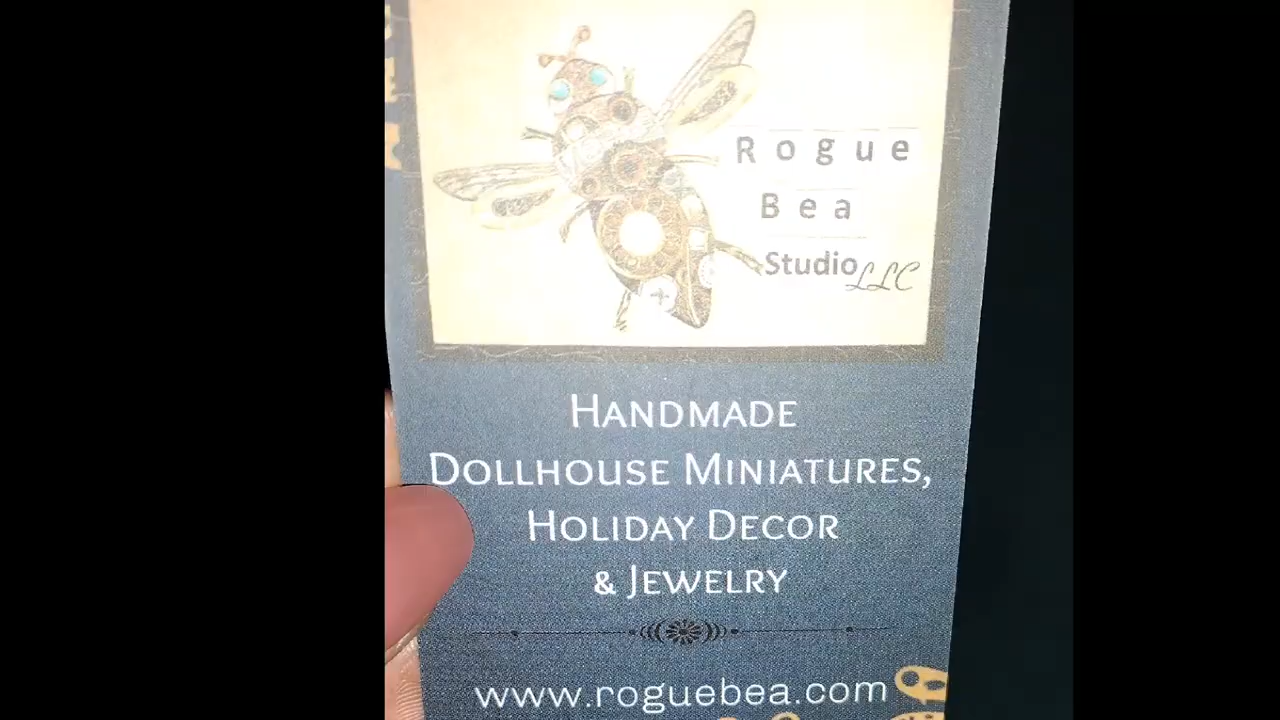 Rogue
Bea
Studio LLC
HANDMADE
DOLLHOUSE MINIATURES,
HOLIDAY DECOR
& JEWELRY
www.roguebea.com